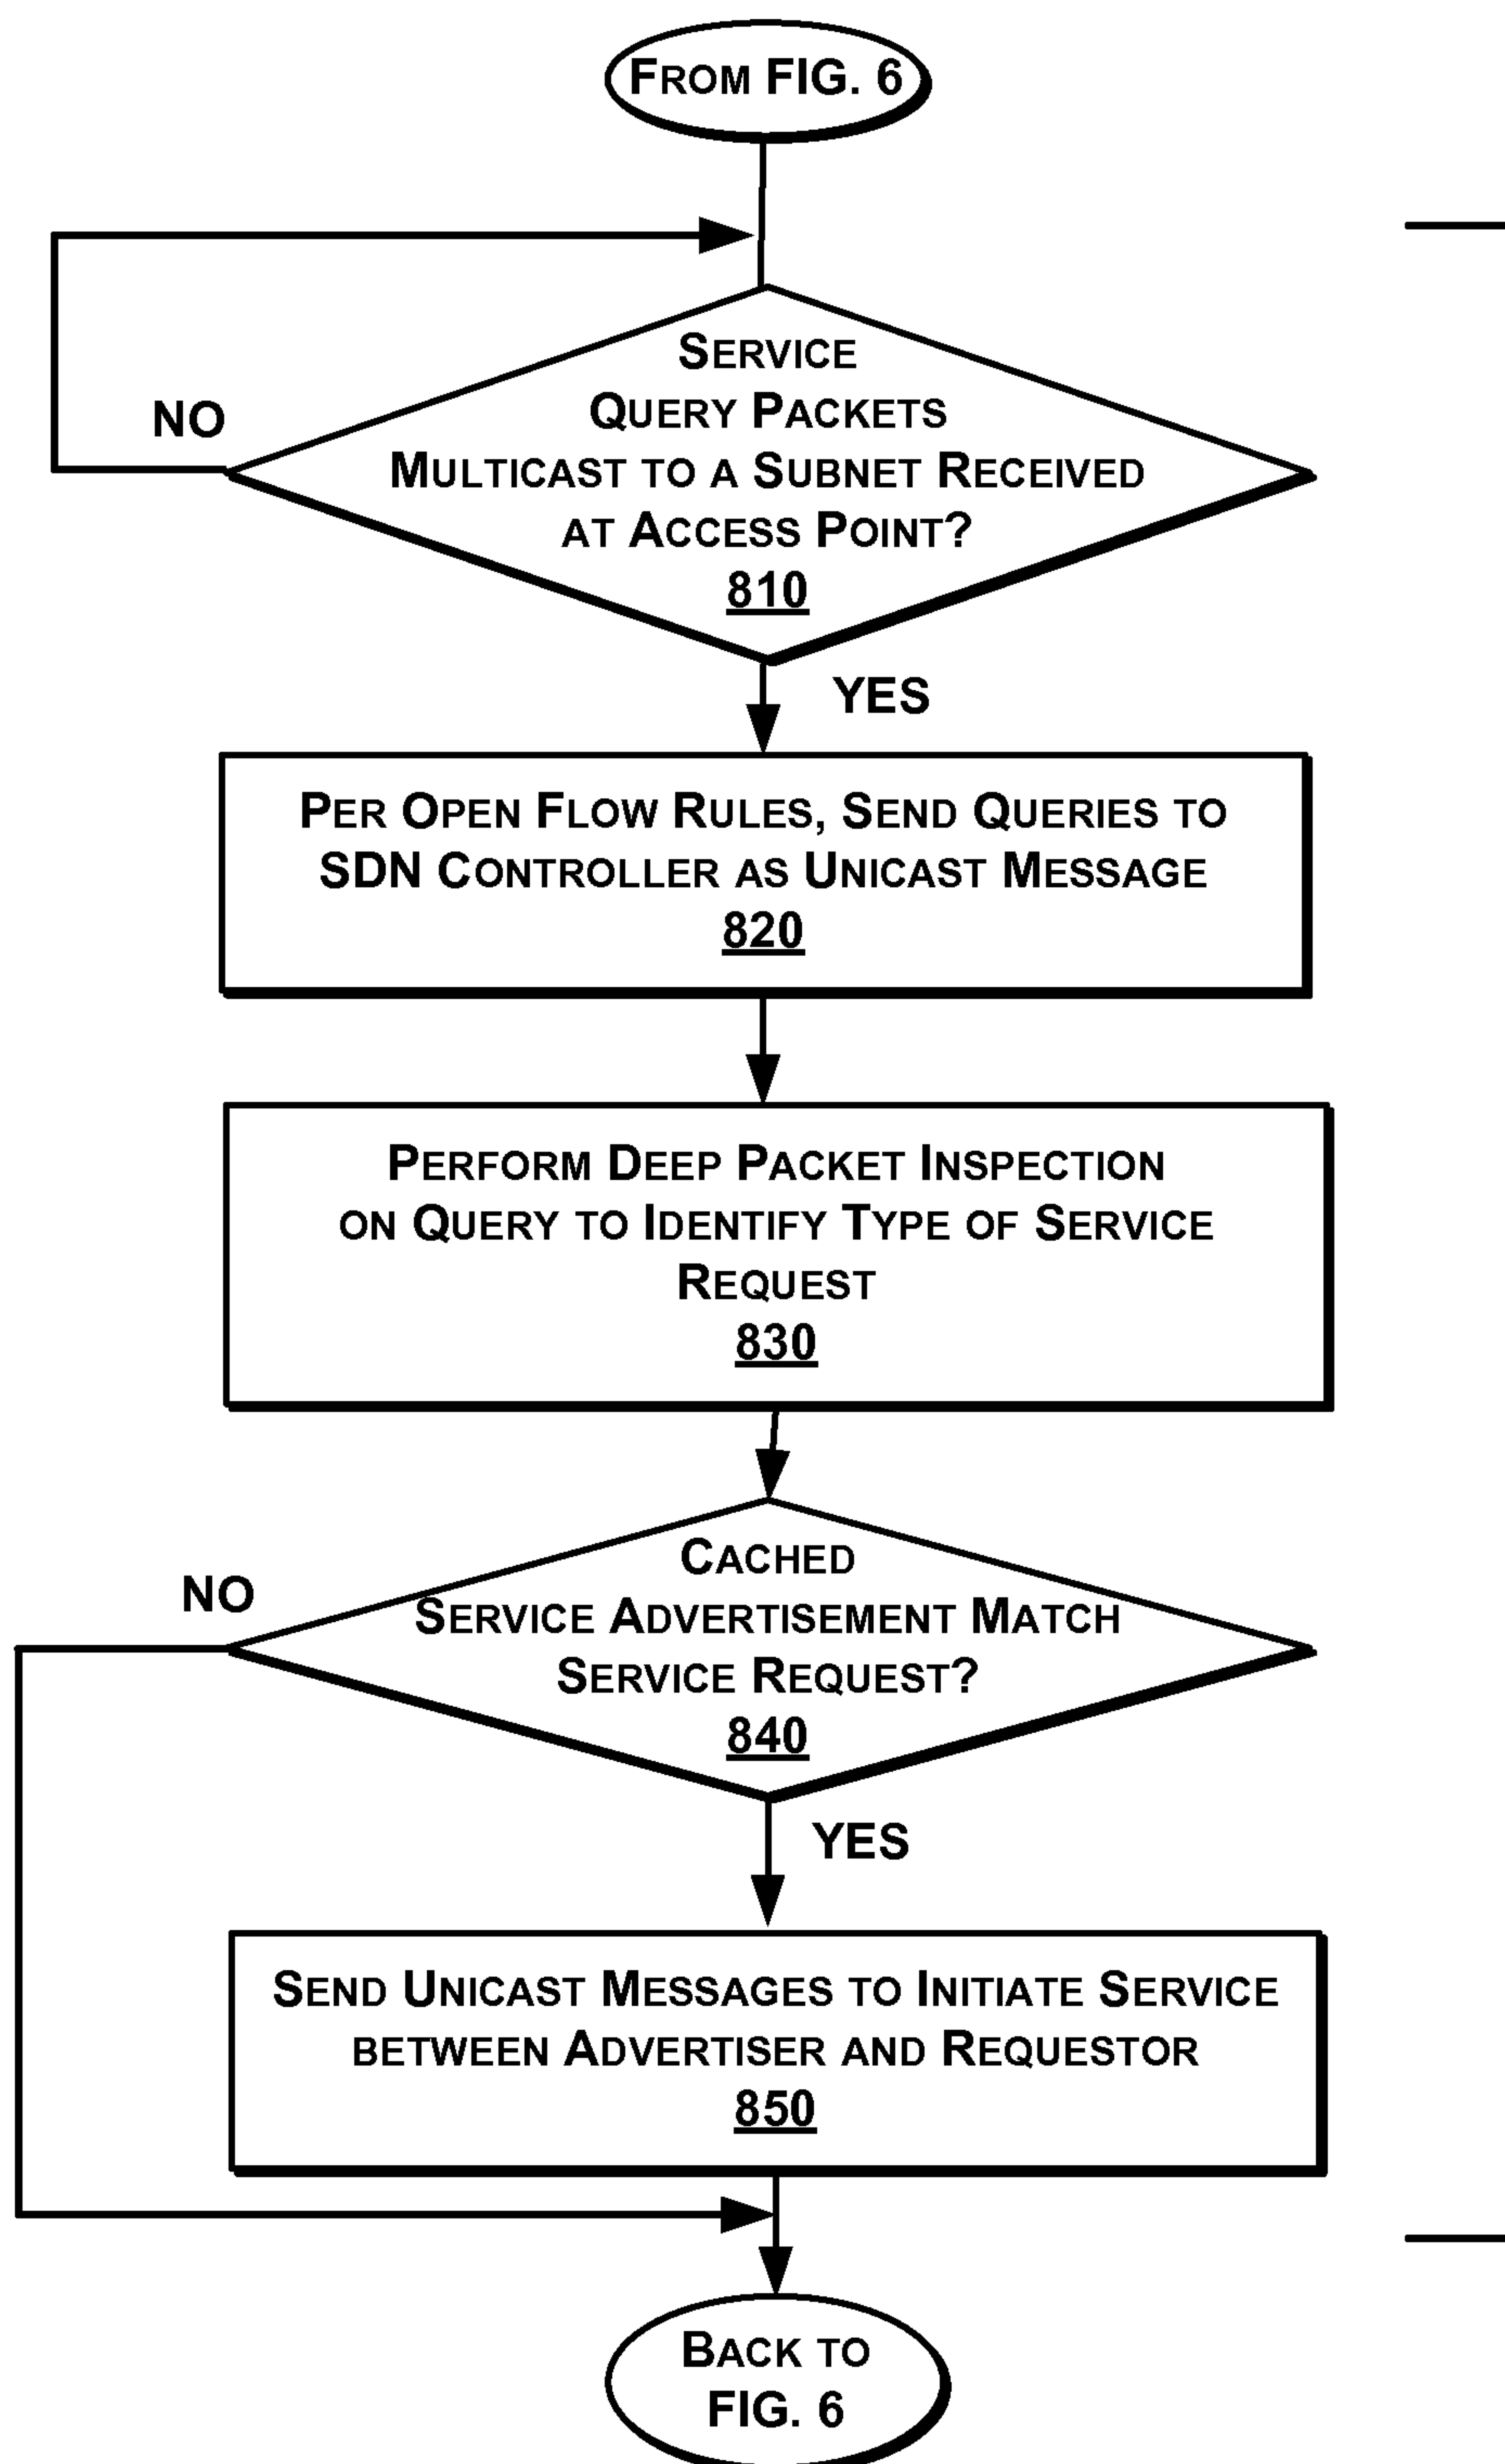 FROM FIG. 6
SERVICE
QUERY PACKETS
MULTICAST TO A SUBNET RECEIVED
AT ACCESS POINT?
810
NO
YES
PER OPEN FLOW RULES, SEND QUERIES TO
SDN CONTROLLER AS UNICAST MESSAGE
820
PERFORM DEEP PACKET INSPECTION
ON QUERY TO IDENTIFY TYPE OF SERVICE
REQUEST
830
CACHED
SERVICE ADVERTISEMENT MATCH
SERVICE REQUEST?
840
NO
YES
SEND UNICAST MESSAGES TO INITIATE SERVICE
BETWEEN ADVERTISER AND REQUESTOR
850
BACK TO
FIG. 6